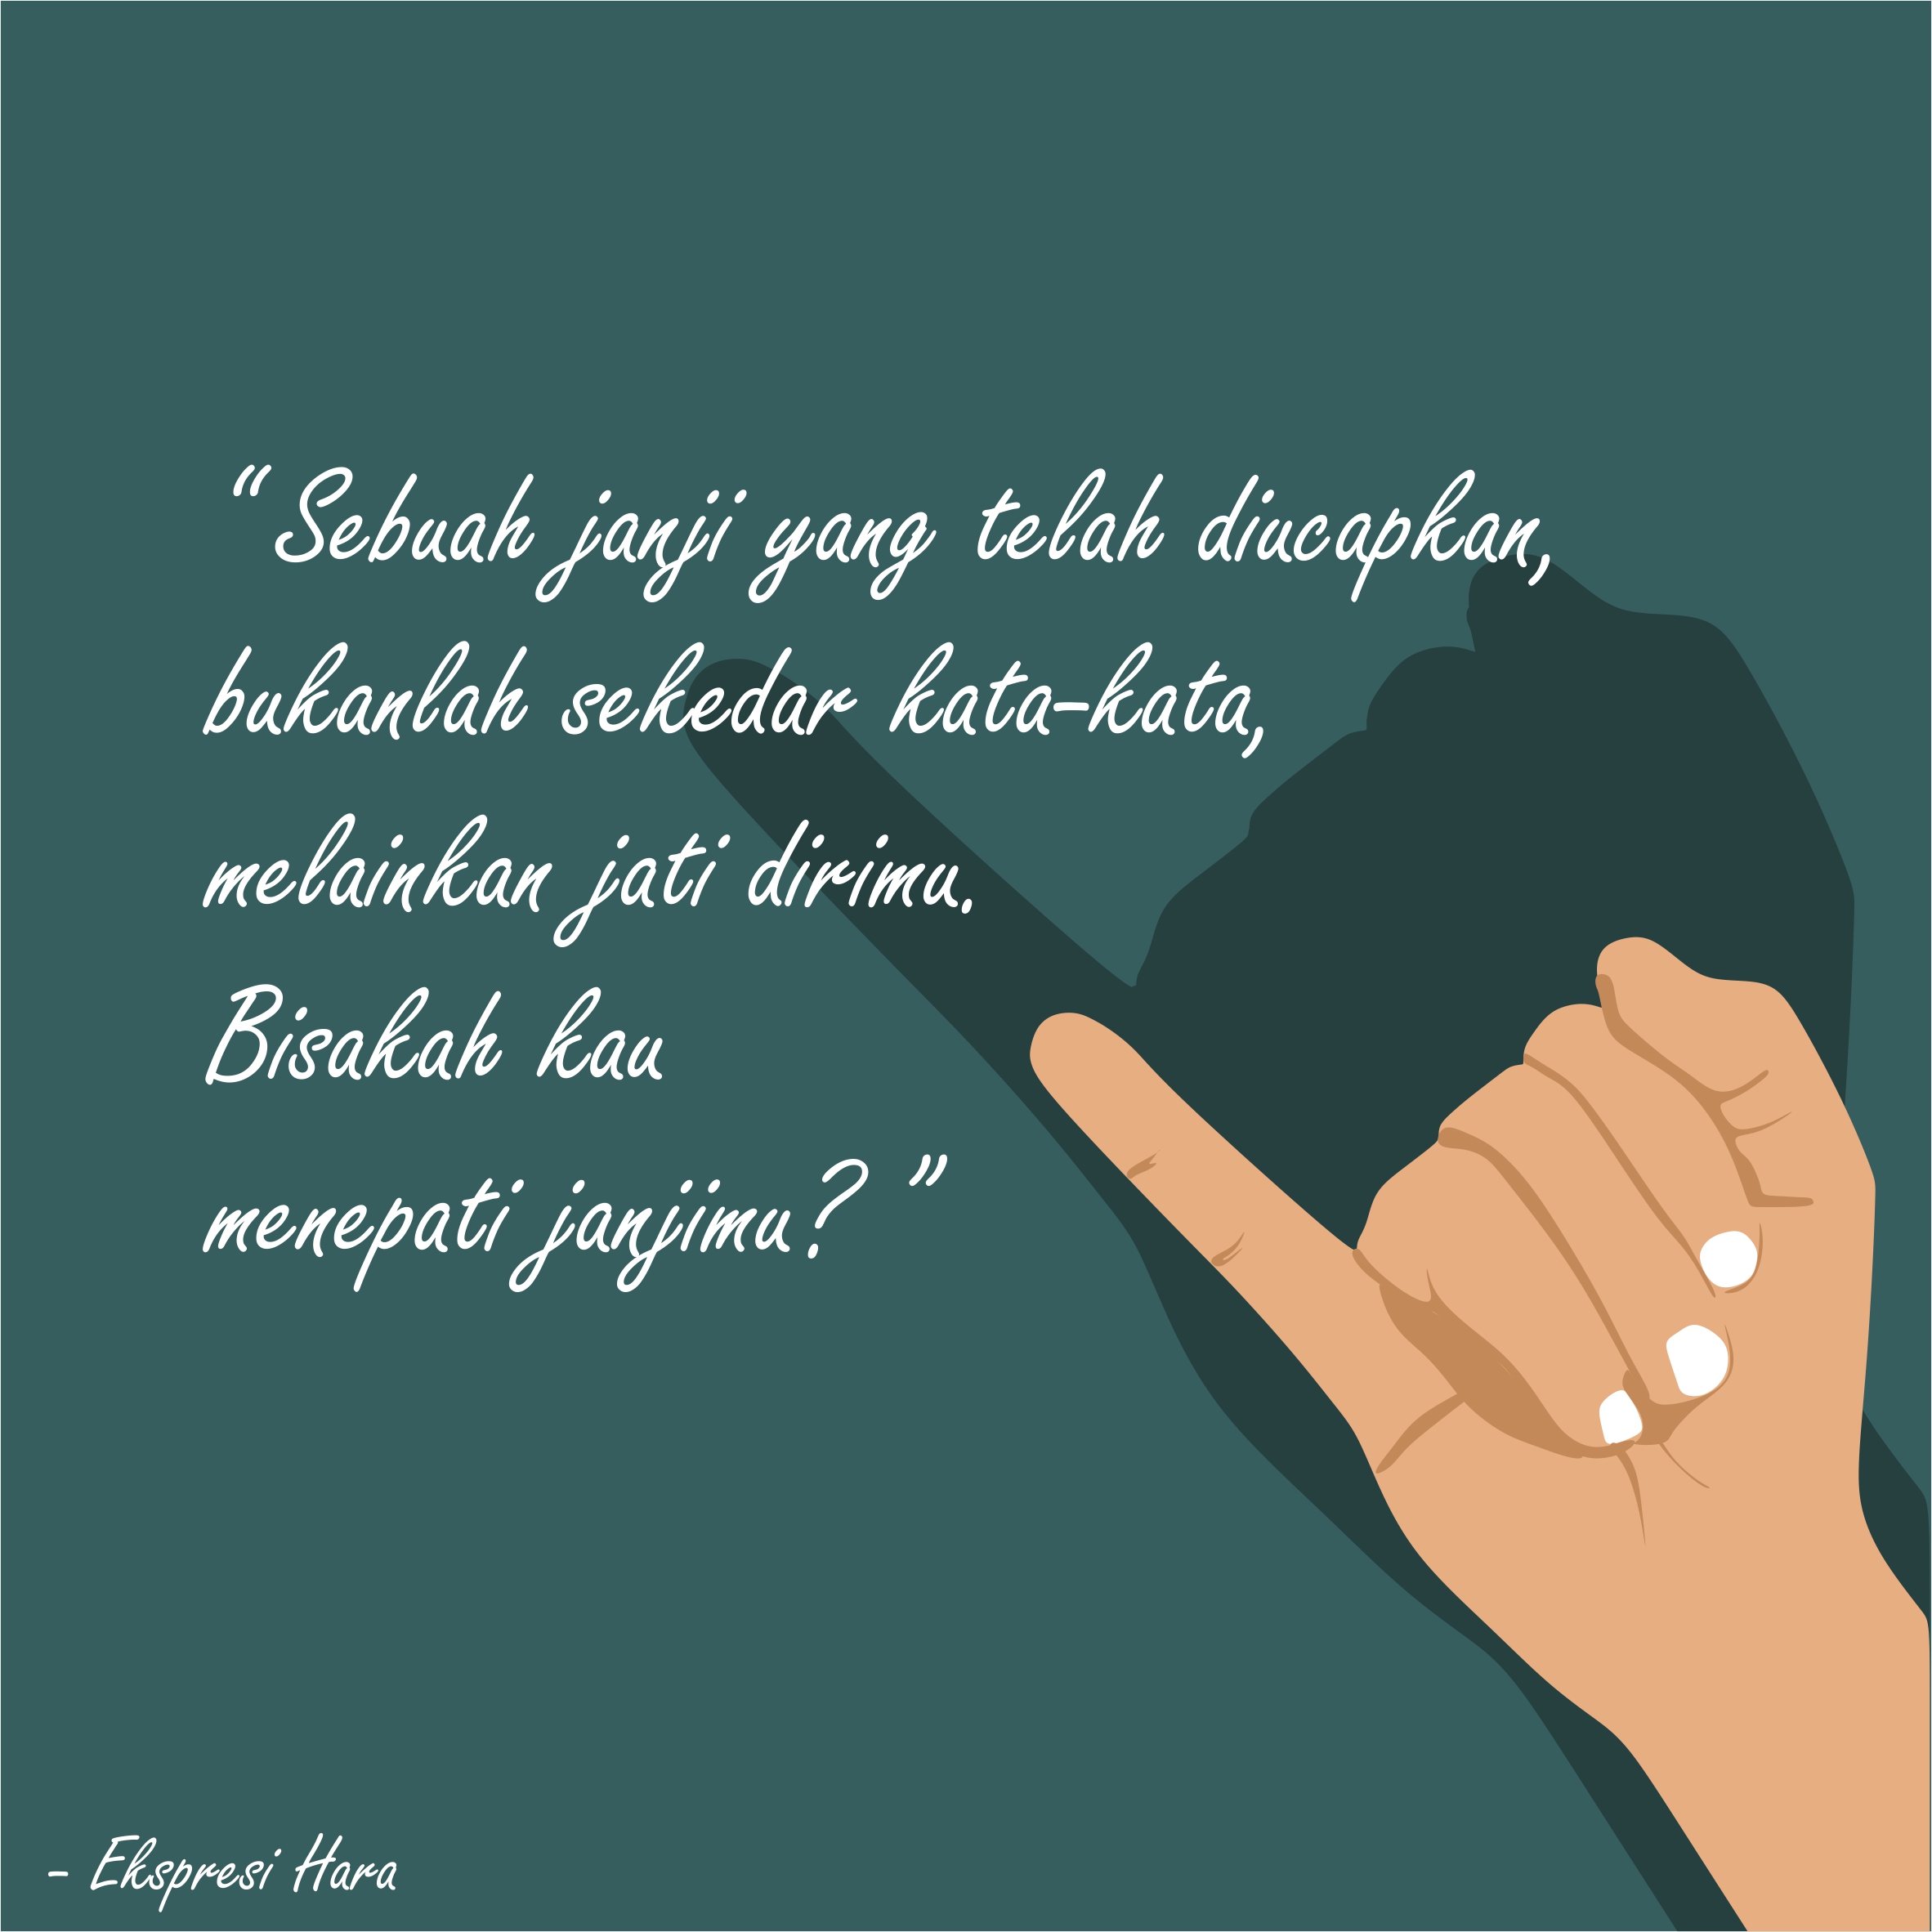 “ Sebuah janji yang telah diucapkan,
bukanlah sekedar kata-kata,
melainkan jati dirimu.
Bisakah kau
menepati janjimu? ”
- Ekspresi Hara